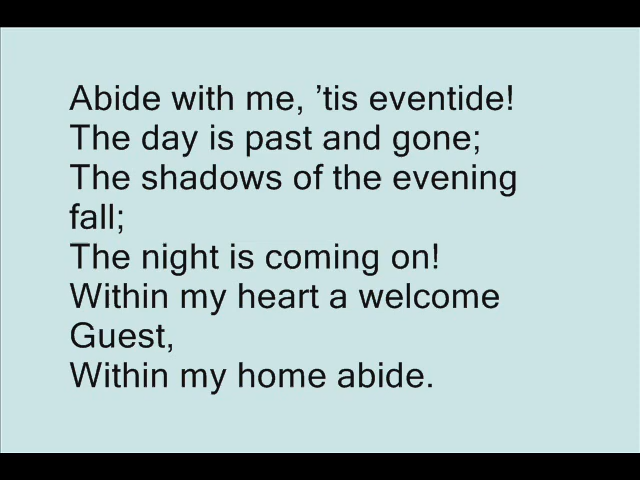 Abide with me, ’tis eventide!
The day is past and gone;
The shadows of the evening
fall;
The night is coming on!
Within my heart a welcome
Guest,
Within my home abide.